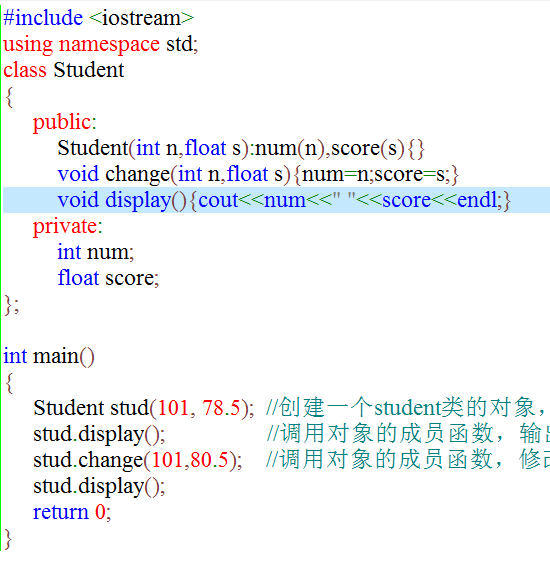 #include <iostream>
using namespace std;
class Student
{
public:
Student(int n,float s):num(n),score(s){}
void change(int n,float s){num=n;score=s;}
void display(){cout<<num<<" "<<score<<endl;}
private:
int num;
float score;
};
int main()
{
Student stud(101, 78.5); //创建一个student类的对象，
stud.display(); //调用对象的成员函数，输出
stud.change(101,80.5); //调用对象的成员函数，修改
stud.display();
return 0;
}